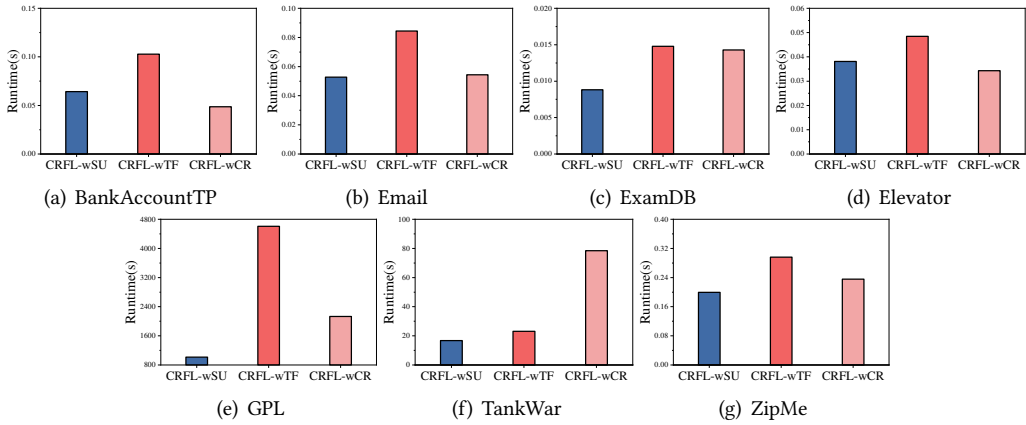 Runtime(s)
0.15
0.10
0.05
0.00
CRFL-wSU CRFL-wTF CRFL-wCR
(a) BankAccountTP
Runtime(s)
0.10
0.08
0.06
0.04
0.02
0.00
CRFL-wSU CRFL-wTF CRFL-wCR
(b) Email
Runtime(s)
0.020
0.015
0.010
0.005
0.000
CRFL-wSU CRFL-wTF CRFL-wCR
(c) ExamDB
Runtime(s)
0.06
0.05
0.04
0.03
0.02
0.01
0.00
CRFL-wSU CRFL-wTF CRFL-wCR
(d) Elevator
Runtime(s)
4800
4000
3200
2400
1600
800
CRFL-wSU CRFL-wTF CRFL-wCR
(e) GPL
Runtime(s)
100
80
60
40
20
0
CRFL-wSU CRFL-wTF CRFL-wCR
(f) TankWar
Runtime(s)
0.40
0.32
0.24
0.16
0.08
0.00
CRFL-wSU CRFL-wTF CRFL-wCR
(g) ZipMe